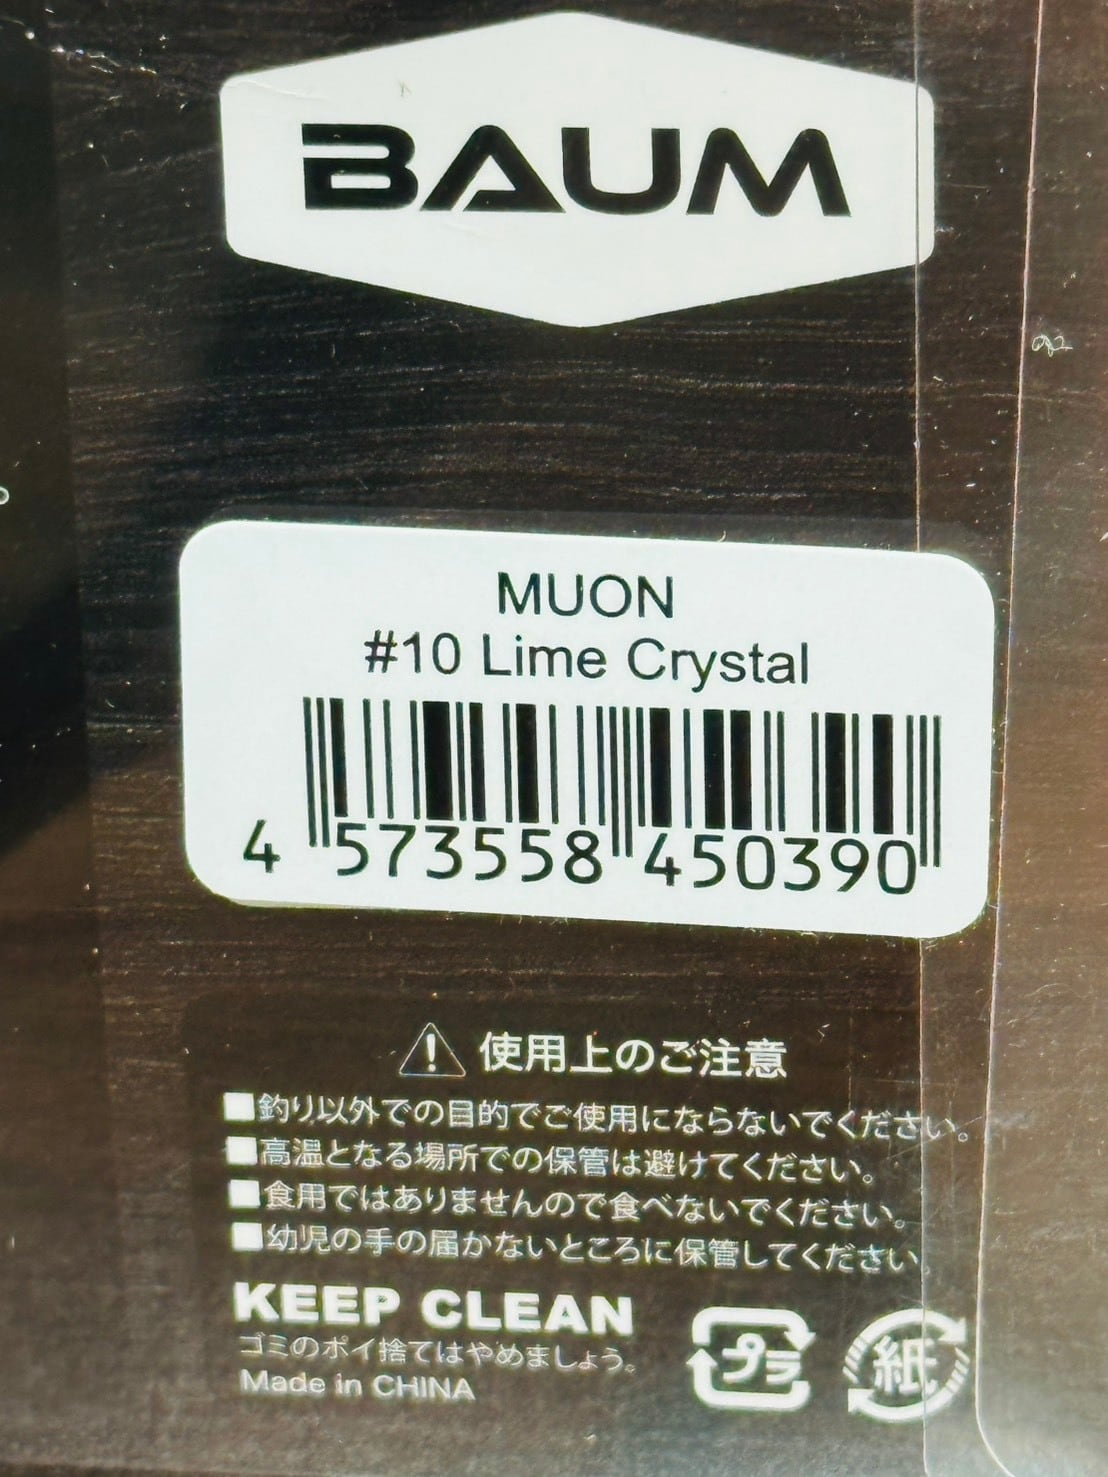 BAUM
MUON
#10 Lime Crystal
4 573558 450390
使用上のご注意
■釣り以外での目的でご使用にならないでください。
■高温となる場所での保管は避けてください。
■食用ではありませんので食べないでください。
■幼児の手の届かないところに保管してください。
KEEP CLEAN
ゴミのポイ捨てはやめましょう。
Made in CHINA
プラ
紙